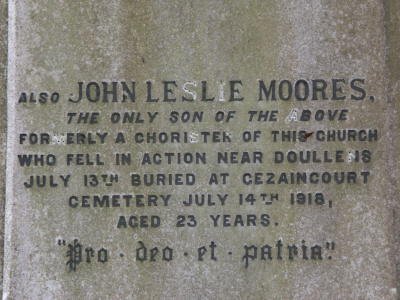 ALSO JOHN LESLIE MOORES,
THE ONLY SON OF THE ABOVE
FORMERLY A CHORISTER OF THIS CHURCH
WHO FELL IN ACTION NEAR DOULLENS
JULY 13TH BURIED AT GEZAINCOURT
CEMETERY JULY 14TH 1918,
AGED 23 YEARS.
"Pro · deo · et · patria."